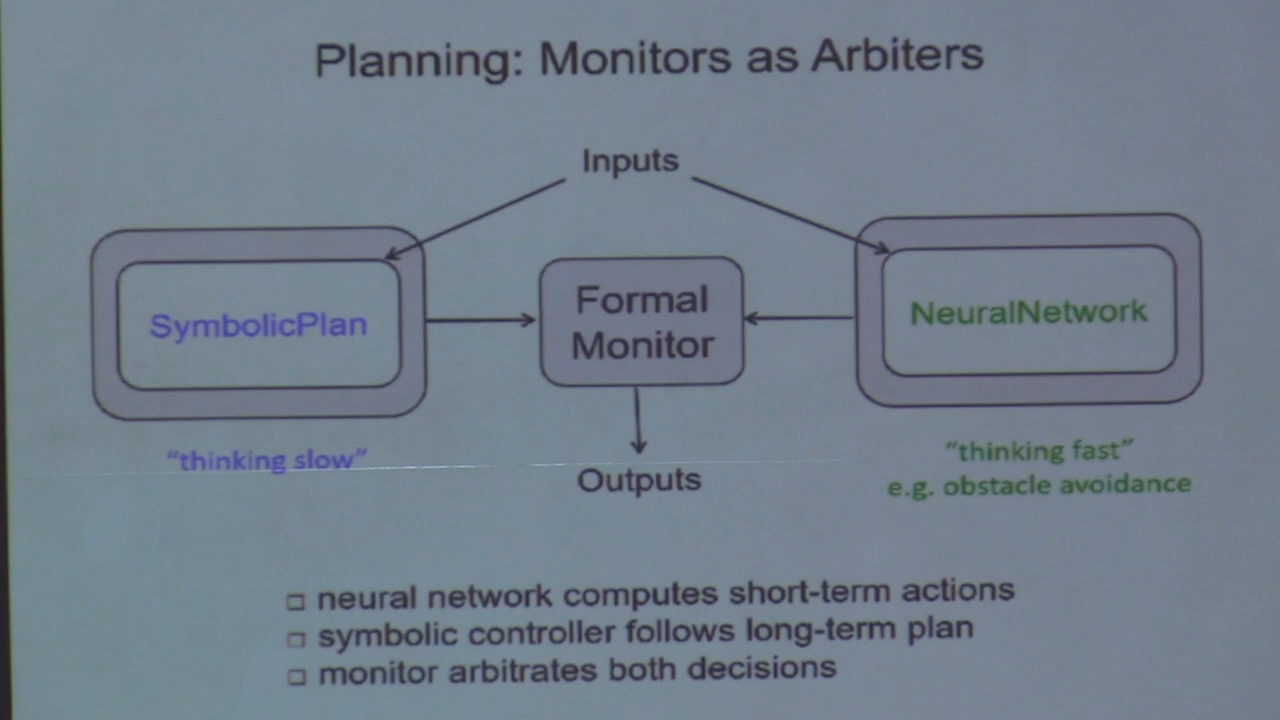 Planning: Monitors as Arbiters
Inputs
SymbolicPlan
Formal
Monitor
NeuralNetwork
“thinking slow”
“thinking fast”
e.g. obstacle avoidance
Outputs
neural network computes short-term actions
symbolic controller follows long-term plan
monitor arbitrates both decisions